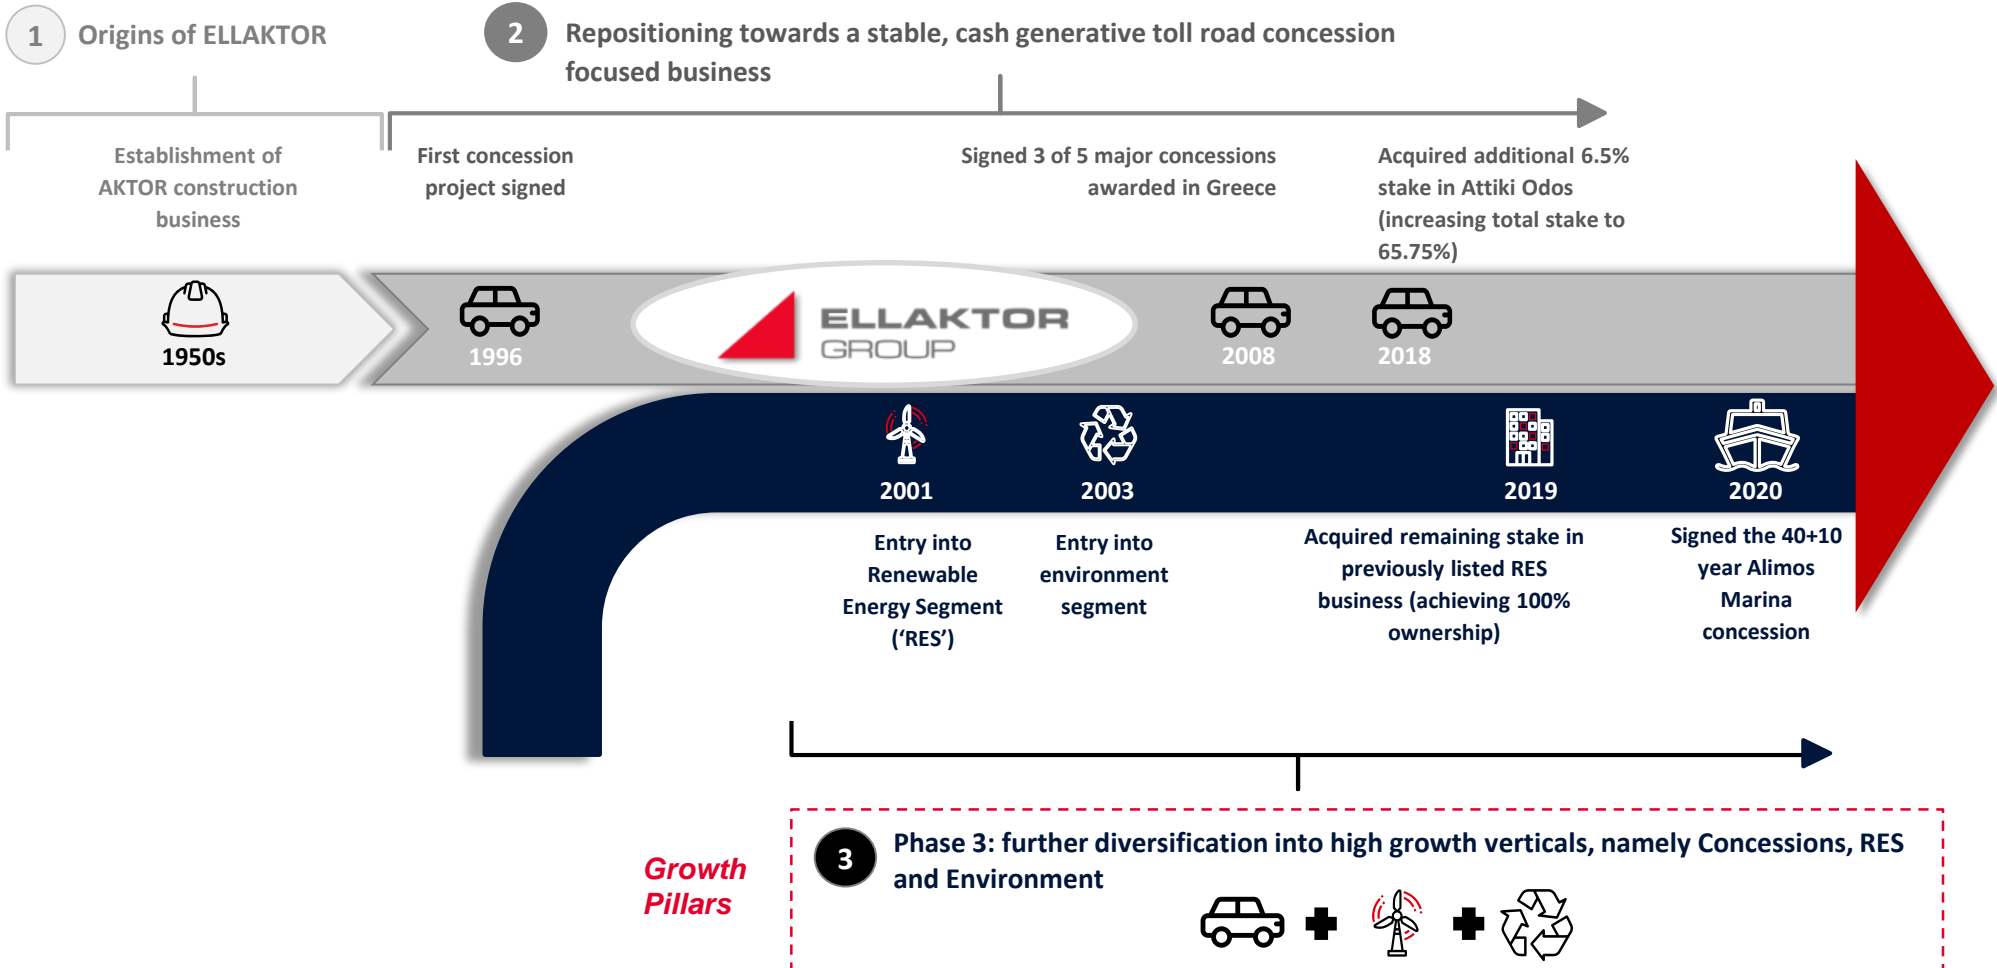 1 Origins of ELLAKTOR
2 Repositioning towards a stable, cash generative toll road concession
focused business
Establishment of
AKTOR construction
business
First concession
project signed
Signed 3 of 5 major concessions
awarded in Greece
Acquired additional 6.5%
stake in Attiki Odos
(increasing total stake to
65.75%)
1950s
1996
ELLAKTOR
GROUP
2008
2018
2001
2003
2019
2020
Entry into
Renewable
Energy Segment
(‘RES’)
Entry into
environment
segment
Acquired remaining stake in
previously listed RES
business (achieving 100%
ownership)
Signed the 40+10
year Alimos
Marina
concession
Growth
Pillars
3 Phase 3: further diversification into high growth verticals, namely Concessions, RES
and Environment